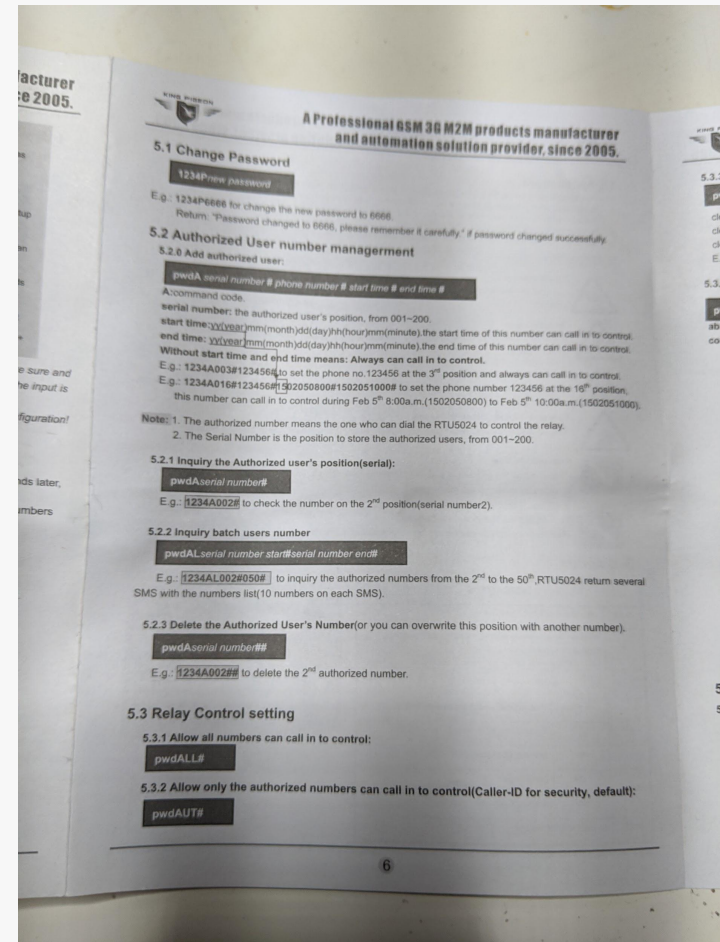 facturer
ce 2005.
e sure and
he input is
figuration!
nds later,
umbers
KING PIGEON
A Professional GSM 3G M2M products manufacturer
and automation solution provider, since 2005.
5.1 Change Password
1234Pnew password
E.g.: 1234P6666 for change the new password to 6666.
Return: "Password changed to 6666, please remember it carefully." if password changed successfully.
5.2 Authorized User number managerment
5.2.0 Add authorized user:
pwdA serial number # phone number # start time # end time #
A:command code.
serial number: the authorized user's position, from 001~200.
start time:yy(year)mm(month)dd(day)hh(hour)mm(minute).the start time of this number can call in to control.
end time: yy(year)mm(month)dd(day)hh(hour)mm(minute).the end time of this number can call in to control.
Without start time and end time means: Always can call in to control.
E.g.: 1234A003#123456# to set the phone no.123456 at the 3rd position and always can call in to control.
E.g.: 1234A016#123456#1502050800#1502051000# to set the phone number 123456 at the 16th position,
this number can call in to control during Feb 5th 8:00a.m.(1502050800) to Feb 5th 10:00a.m.(1502051000).
Note: 1. The authorized number means the one who can dial the RTU5024 to control the relay.
2. The Serial Number is the position to store the authorized users, from 001~200.
5.2.1 Inquiry the Authorized user's position(serial):
pwdAserial number#
E.g.: 1234A002# to check the number on the 2nd position(serial number2).
5.2.2 Inquiry batch users number
pwdALserial number start#serial number end#
E.g.: 1234AL002#050# to inquiry the authorized numbers from the 2nd to the 50th,RTU5024 return several
SMS with the numbers list(10 numbers on each SMS).
5.2.3 Delete the Authorized User's Number(or you can overwrite this position with another number).
pwdAserial number##
E.g.: 1234A002## to delete the 2nd authorized number.
5.3 Relay Control setting
5.3.1 Allow all numbers can call in to control:
pwdALL#
5.3.2 Allow only the authorized numbers can call in to control(Caller-ID for security, default):
pwdAUT#
6